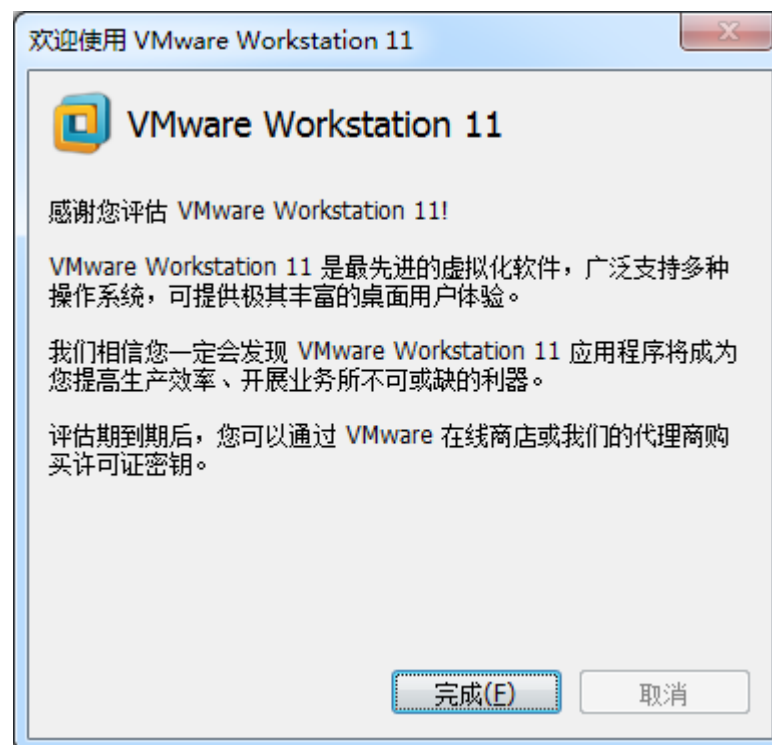 欢迎使用 VMware Workstation 11
VMware Workstation 11
感谢您评估 VMware Workstation 11!
VMware Workstation 11 是最先进的虚拟化软件，广泛支持多种
操作系统，可提供极其丰富的桌面用户体验。
我们相信您一定会发现 VMware Workstation 11 应用程序将成为
您提高生产效率、开展业务所不可或缺的利器。
评估期到期后，您可以通过 VMware 在线商店或我们的代理商购
买许可证密钥。
完成(F) 取消